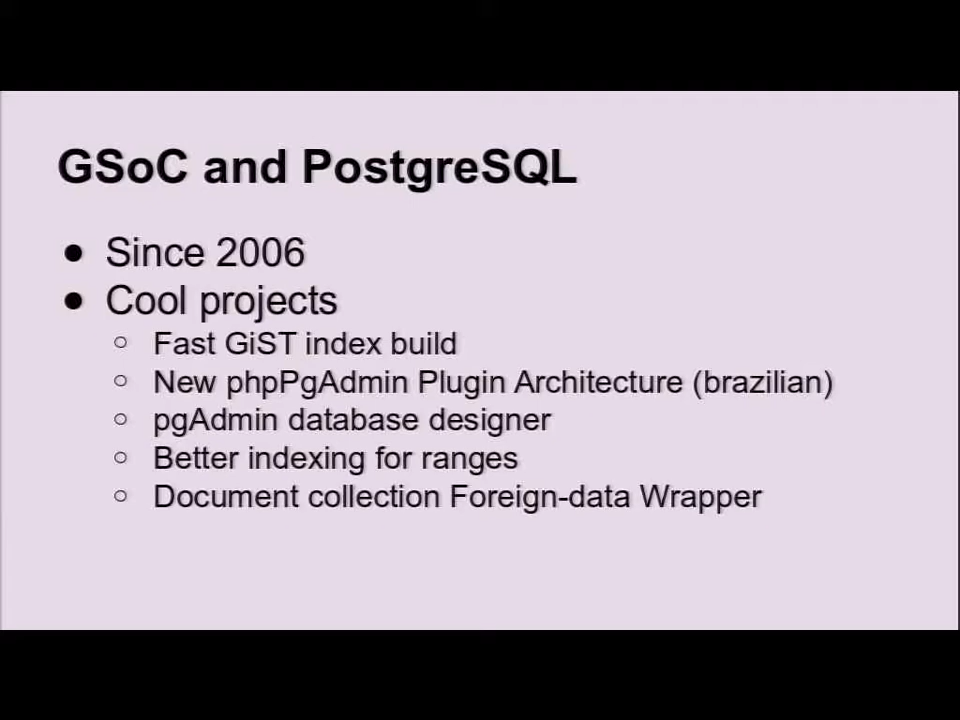 GSoC and PostgreSQL
● Since 2006
● Cool projects
○ Fast GiST index build
○ New phpPgAdmin Plugin Architecture (brazilian)
○ pgAdmin database designer
○ Better indexing for ranges
○ Document collection Foreign-data Wrapper